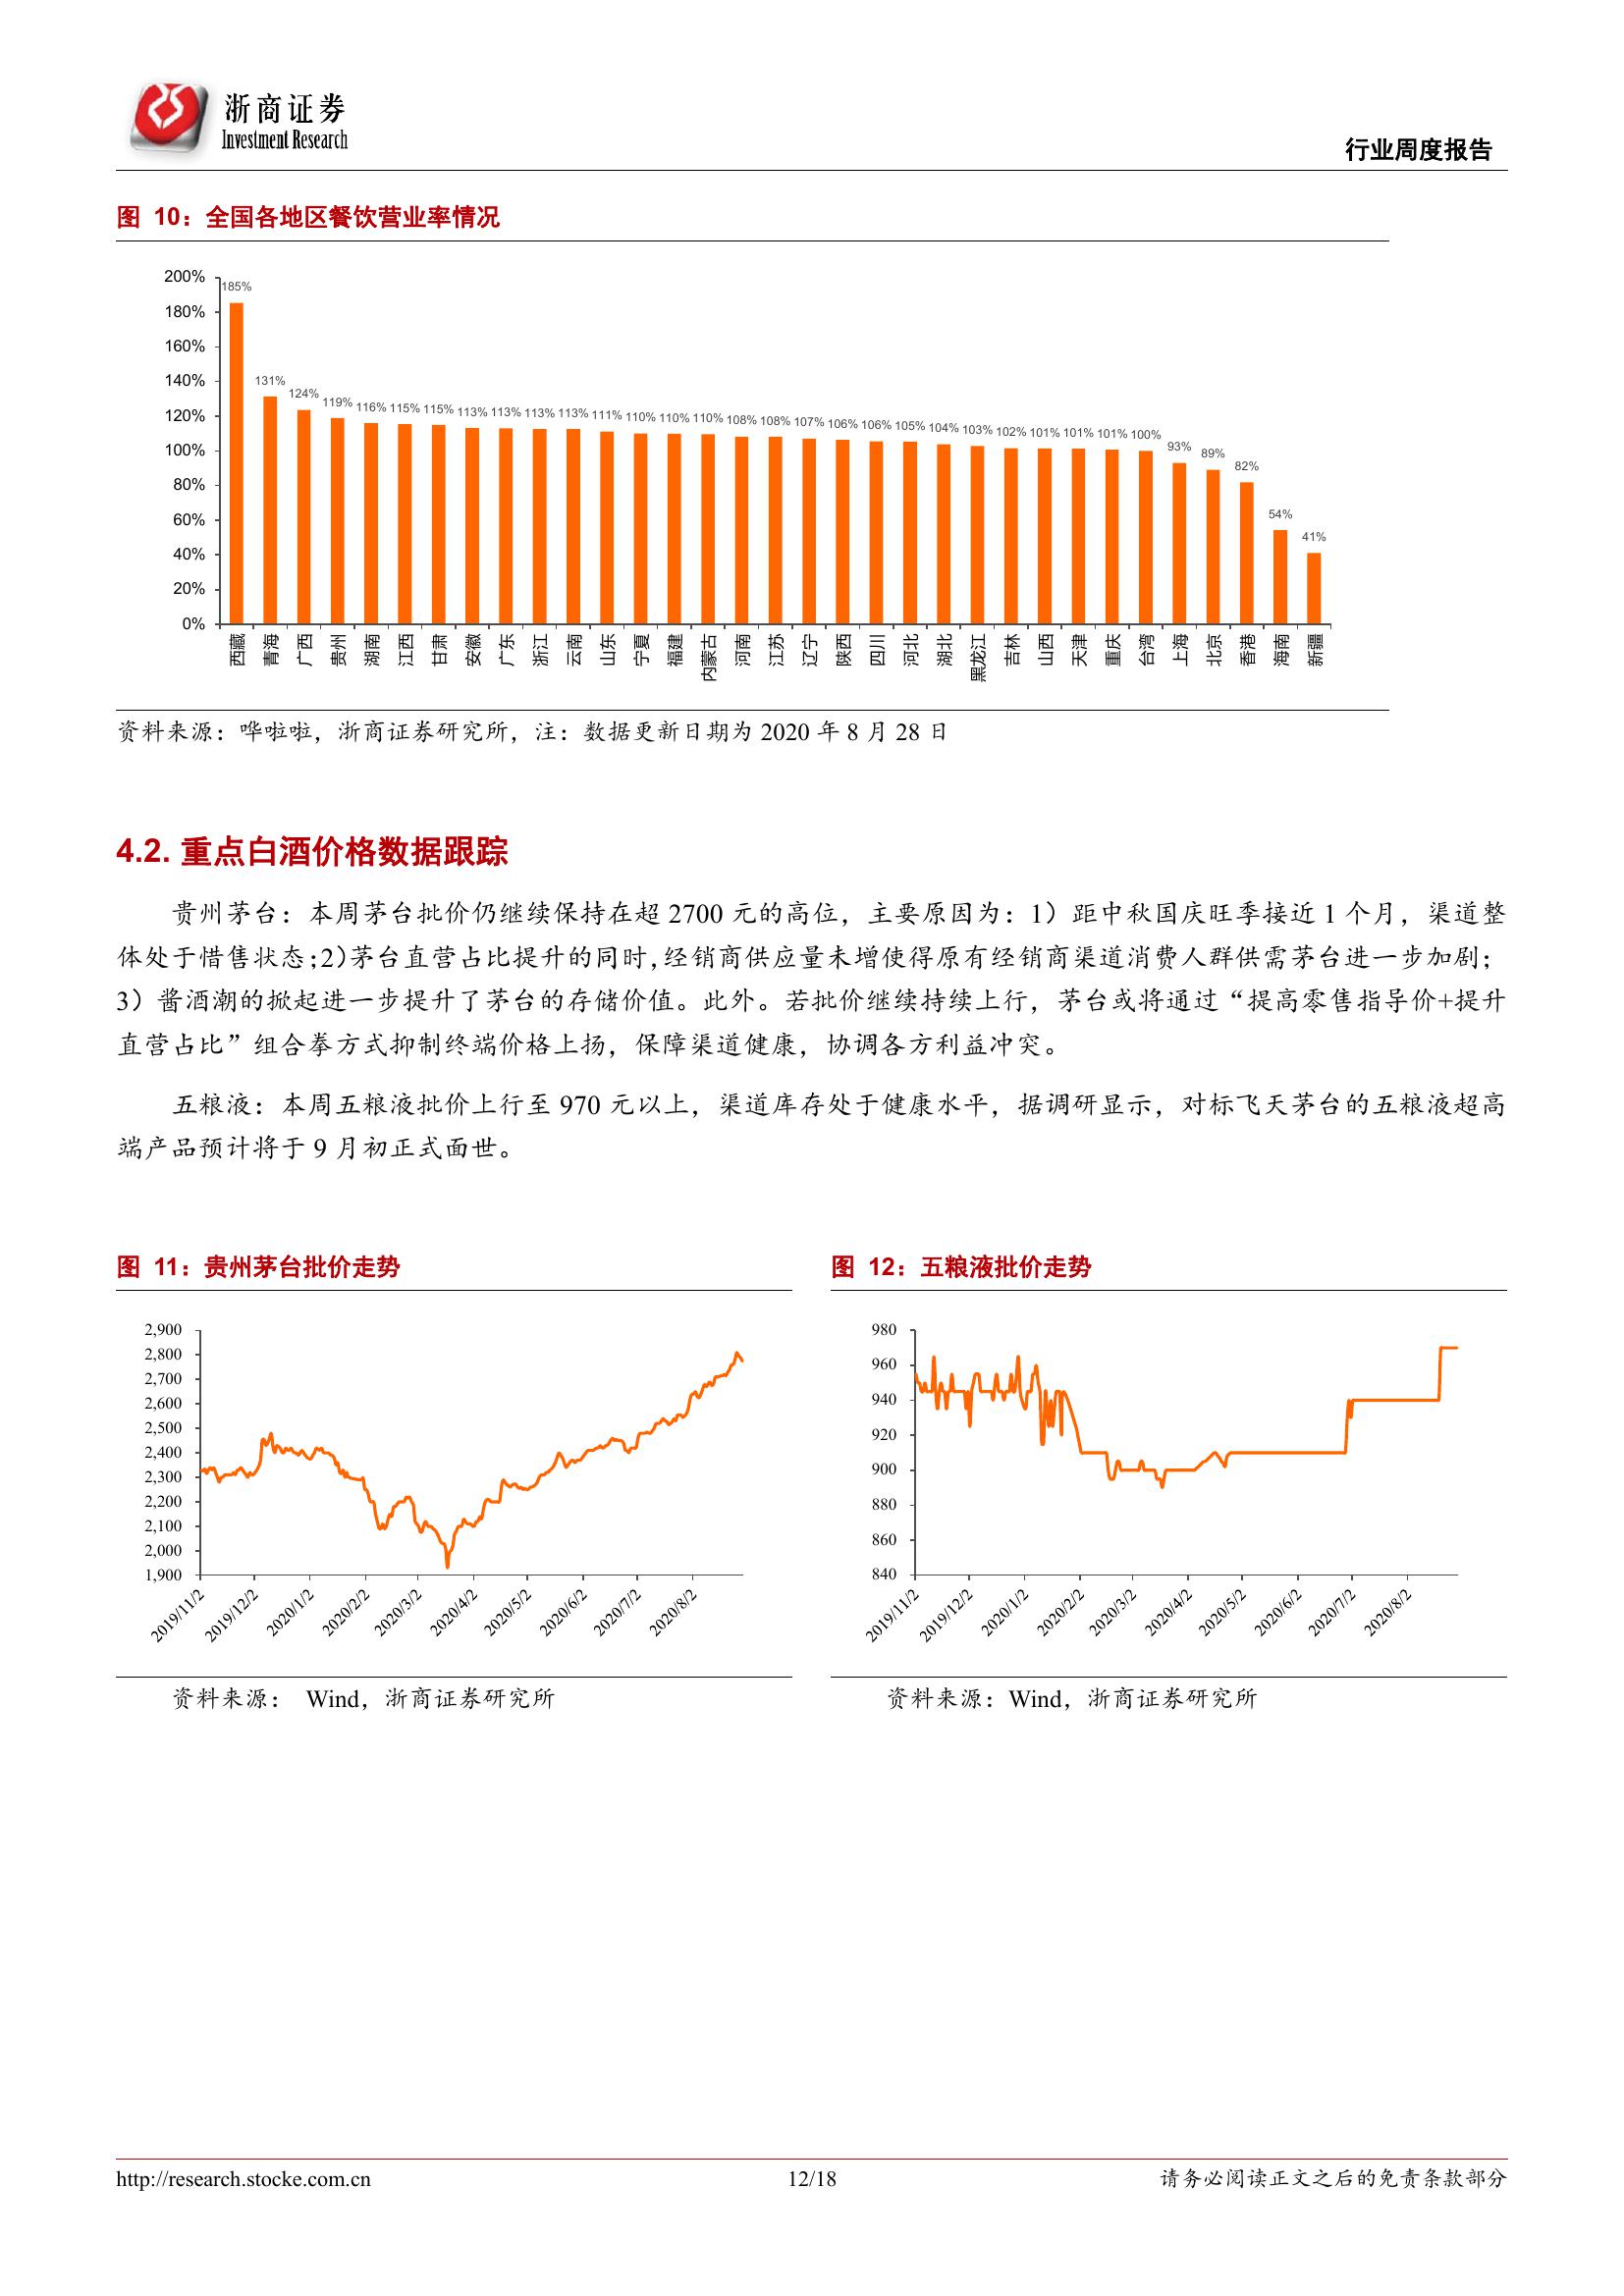 浙商证券
Investment Research
行业周度报告
图 10：全国各地区餐饮营业率情况
200%
180%
160%
140%
120%
100%
80%
60%
40%
20%
0%
185% 131% 124% 119% 116% 115% 115% 113% 113% 113% 113% 111% 110% 110% 110% 108% 108% 107% 106% 106% 105% 104% 103% 102% 101% 101% 101% 100% 93% 89% 82% 54% 41%
西藏 青海 广西 贵州 湖南 江西 甘肃 安徽 广东 浙江 云南 山东 宁夏 福建 内蒙古 河南 江苏 辽宁 陕西 四川 河北 湖北 黑龙江 吉林 山西 天津 重庆 台湾 上海 北京 香港 海南 新疆
资料来源：哗啦啦，浙商证券研究所，注：数据更新日期为 2020 年 8 月 28 日
4.2. 重点白酒价格数据跟踪
贵州茅台：本周茅台批价仍继续保持在超 2700 元的高位，主要原因为：1）距中秋国庆旺季接近 1 个月，渠道整
体处于惜售状态;2)茅台直营占比提升的同时,经销商供应量未增使得原有经销商渠道消费人群供需茅台进一步加剧；
3）酱酒潮的掀起进一步提升了茅台的存储价值。此外。若批价继续持续上行，茅台或将通过“提高零售指导价+提升
直营占比”组合拳方式抑制终端价格上扬，保障渠道健康，协调各方利益冲突。
五粮液：本周五粮液批价上行至 970 元以上，渠道库存处于健康水平，据调研显示，对标飞天茅台的五粮液超高
端产品预计将于 9 月初正式面世。
图 11：贵州茅台批价走势
2,900
2,800
2,700
2,600
2,500
2,400
2,300
2,200
2,100
2,000
1,900
2019/11/2 2019/12/2 2020/1/2 2020/2/2 2020/3/2 2020/4/2 2020/5/2 2020/6/2 2020/7/2 2020/8/2
资料来源： Wind，浙商证券研究所
图 12：五粮液批价走势
980
960
940
920
900
880
860
840
2019/11/2 2019/12/2 2020/1/2 2020/2/2 2020/3/2 2020/4/2 2020/5/2 2020/6/2 2020/7/2 2020/8/2
资料来源：Wind，浙商证券研究所
http://research.stocke.com.cn
12/18
请务必阅读正文之后的免责条款部分